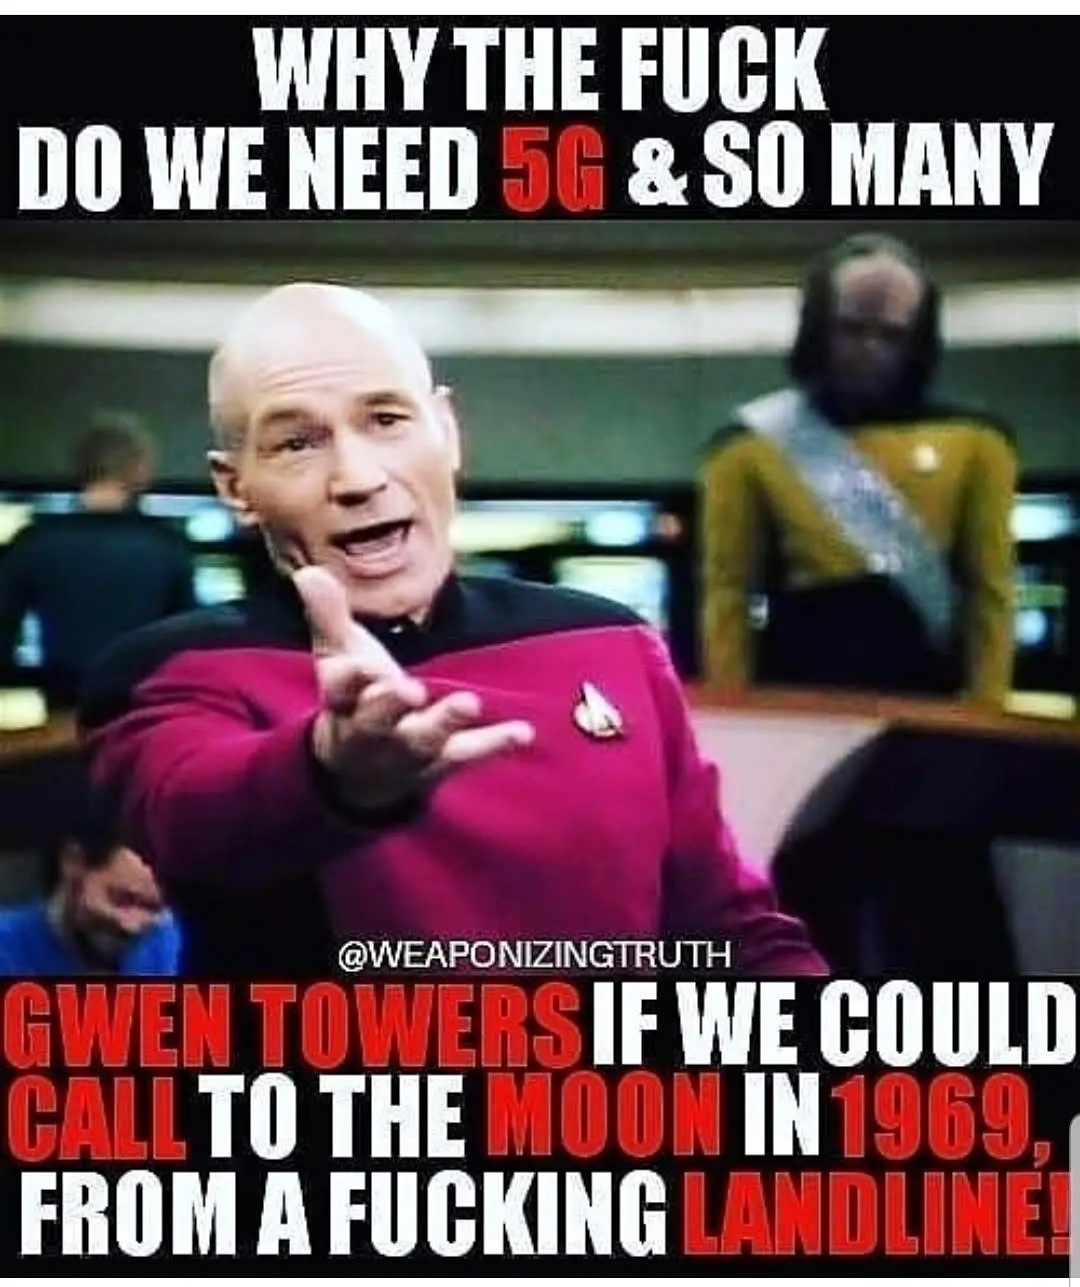 WHY THE FUCK
DO WE NEED 5G & SO MANY
@WEAPONIZINGTRUTH
GWEN TOWERS IF WE COULD
CALL TO THE MOON IN 1969,
FROM A FUCKING LANDLINE!